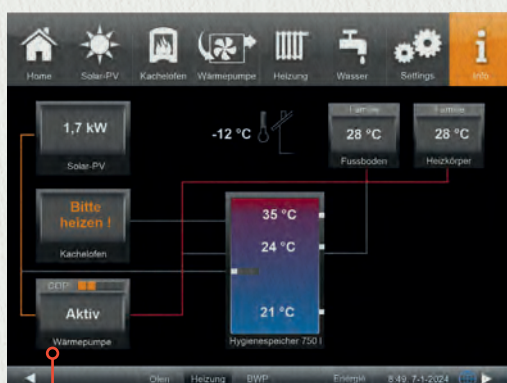 Home Solar-PV Kachelofen Wärmepumpe Heizung Wasser Settings Info
1,7 kW
Solar-PV
-12 °C
Familie Familie
28 °C 28 °C
Fussboden Heizkörper
Bitte
heizen !
Kachelofen
35 °C
24 °C
21 °C
Hygienespeicher 750 l
COP
Aktiv
Wärmepumpe
Ofen Heizung BWP Energie 8:49, 7-1-2024